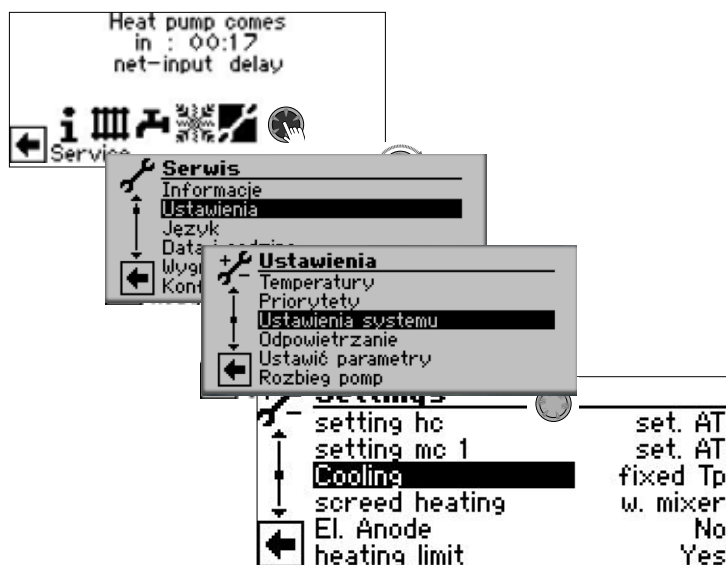 Heat pump comes
in : 00:17
net-input delay
Service
Serwis
Informacje
Ustawienia
Język
Data i
Ustawienia
Temperatury
Priorytety
Ustawienia systemu
Odpowietrzanie
Ustawić parametry
Rozbieg pomp
Settings
setting hc set. AT
setting mc 1 set. AT
Cooling fixed Tp
screed heating w. mixer
El. Anode No
heating limit Yes